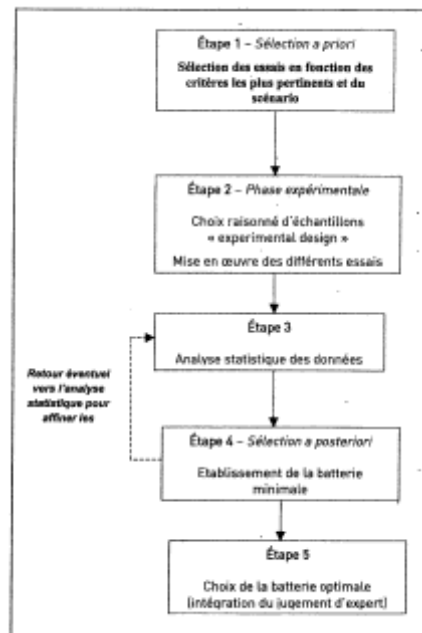 Étape 1 – Sélection a priori
Sélection des essais en fonction des
critères les plus pertinents et du
scénario
Étape 2 – Phase expérimentale
Choix raisonné d'échantillons
« experimental design »
Mise en œuvre des différents essais
Étape 3
Analyse statistique des données
Retour éventuel
vers l'analyse
statistique pour
affiner les
Étape 4 – Sélection a posteriori
Etablissement de la batterie
minimale
Étape 5
Choix de la batterie optimale
(intégration du jugement d'expert)